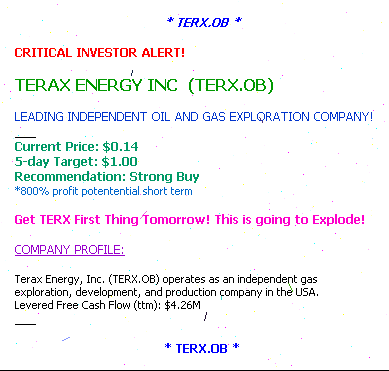 * TERX.OB *
CRITICAL INVESTOR ALERT!
TERAX ENERGY INC (TERX.OB)
LEADING INDEPENDENT OIL AND GAS EXPLORATION COMPANY!
Current Price: $0.14
5-day Target: $1.00
Recommendation: Strong Buy
*800% profit potentential short term
Get TERX First Thing Tomorrow! This is going to Explode!
COMPANY PROFILE:
Terax Energy, Inc. (TERX.OB) operates as an independent gas
exploration, development, and production company in the USA.
Levered Free Cash Flow (ttm): $4.26M
* TERX.OB *